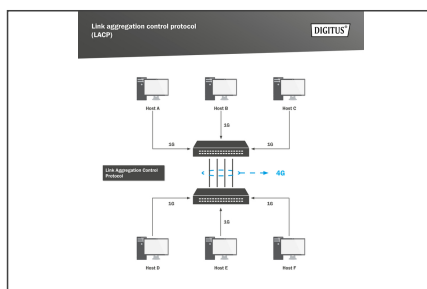 Link aggregation control protocol
(LACP)
DIGITUS®
Host A
Host B
Host C
1G
1G
1G
Link Aggregation Control
Protocol
4G
1G
1G
1G
Host D
Host E
Host F